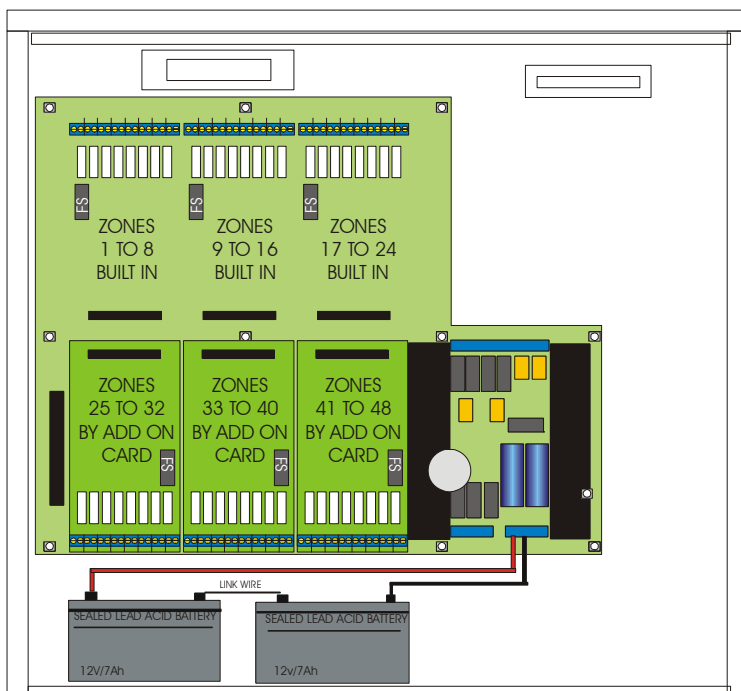 FS
FS
FS
ZONES
1 TO 8
BUILT IN
ZONES
9 TO 16
BUILT IN
ZONES
17 TO 24
BUILT IN
ZONES
25 TO 32
BY ADD ON
CARD
FS
ZONES
33 TO 40
BY ADD ON
CARD
FS
ZONES
41 TO 48
BY ADD ON
CARD
FS
LINK WIRE
SEALED LEAD ACID BATTERY
12V/7Ah
SEALED LEAD ACID BATTERY
12v/7Ah